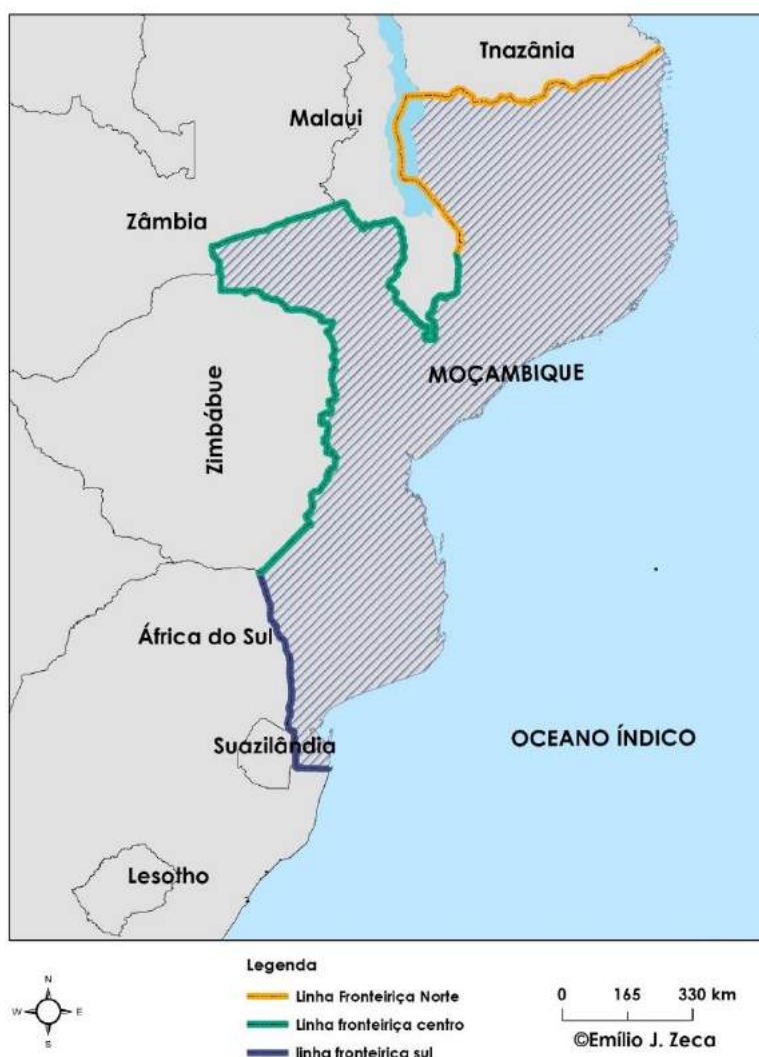 Tnazânia
Malaui
Zâmbia
MOÇAMBIQUE
Zimbábue
África do Sul
Suazilândia
OCEANO ÍNDICO
Lesotho
Legenda
Linha Fronteiriça Norte
Linha fronteiriça centro
linha fronteiriça sul
N
W
E
S
0 165 330 km
©Emílio J. Zeca